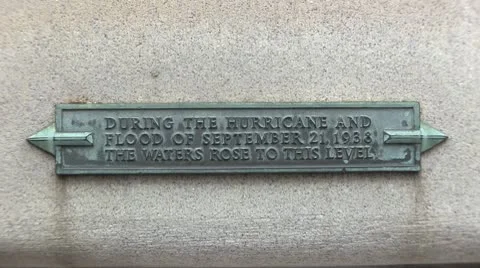 DURING THE HURRICANE AND
FLOOD OF SEPTEMBER 21, 1938
THE WATERS ROSE TO THIS LEVEL